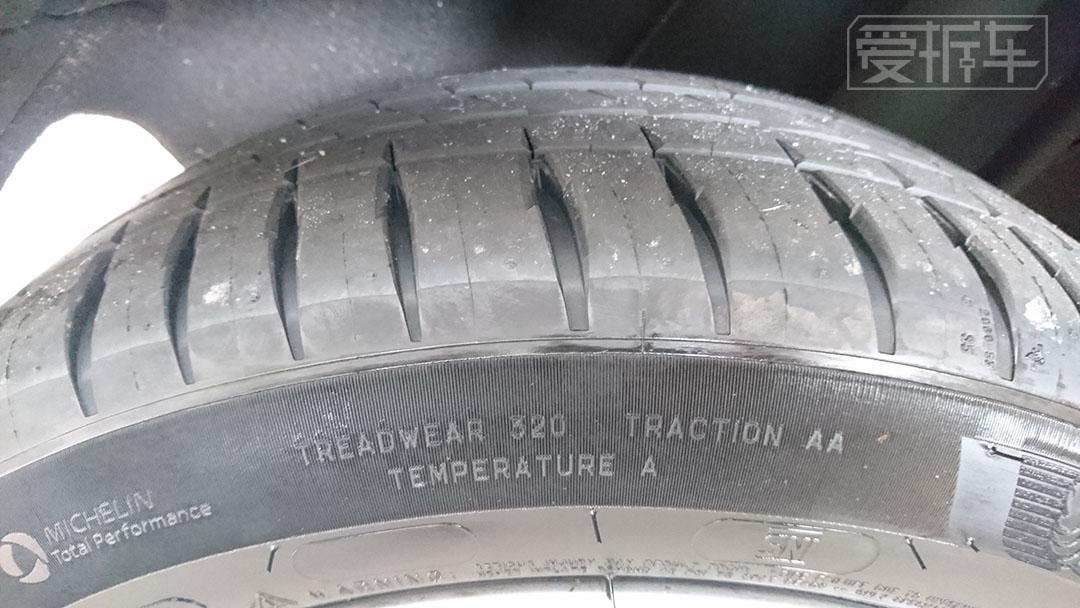 爱拆车
TREADWEAR 320 TRACTION AA
TEMPERATURE A
MICHELIN
Total Performance